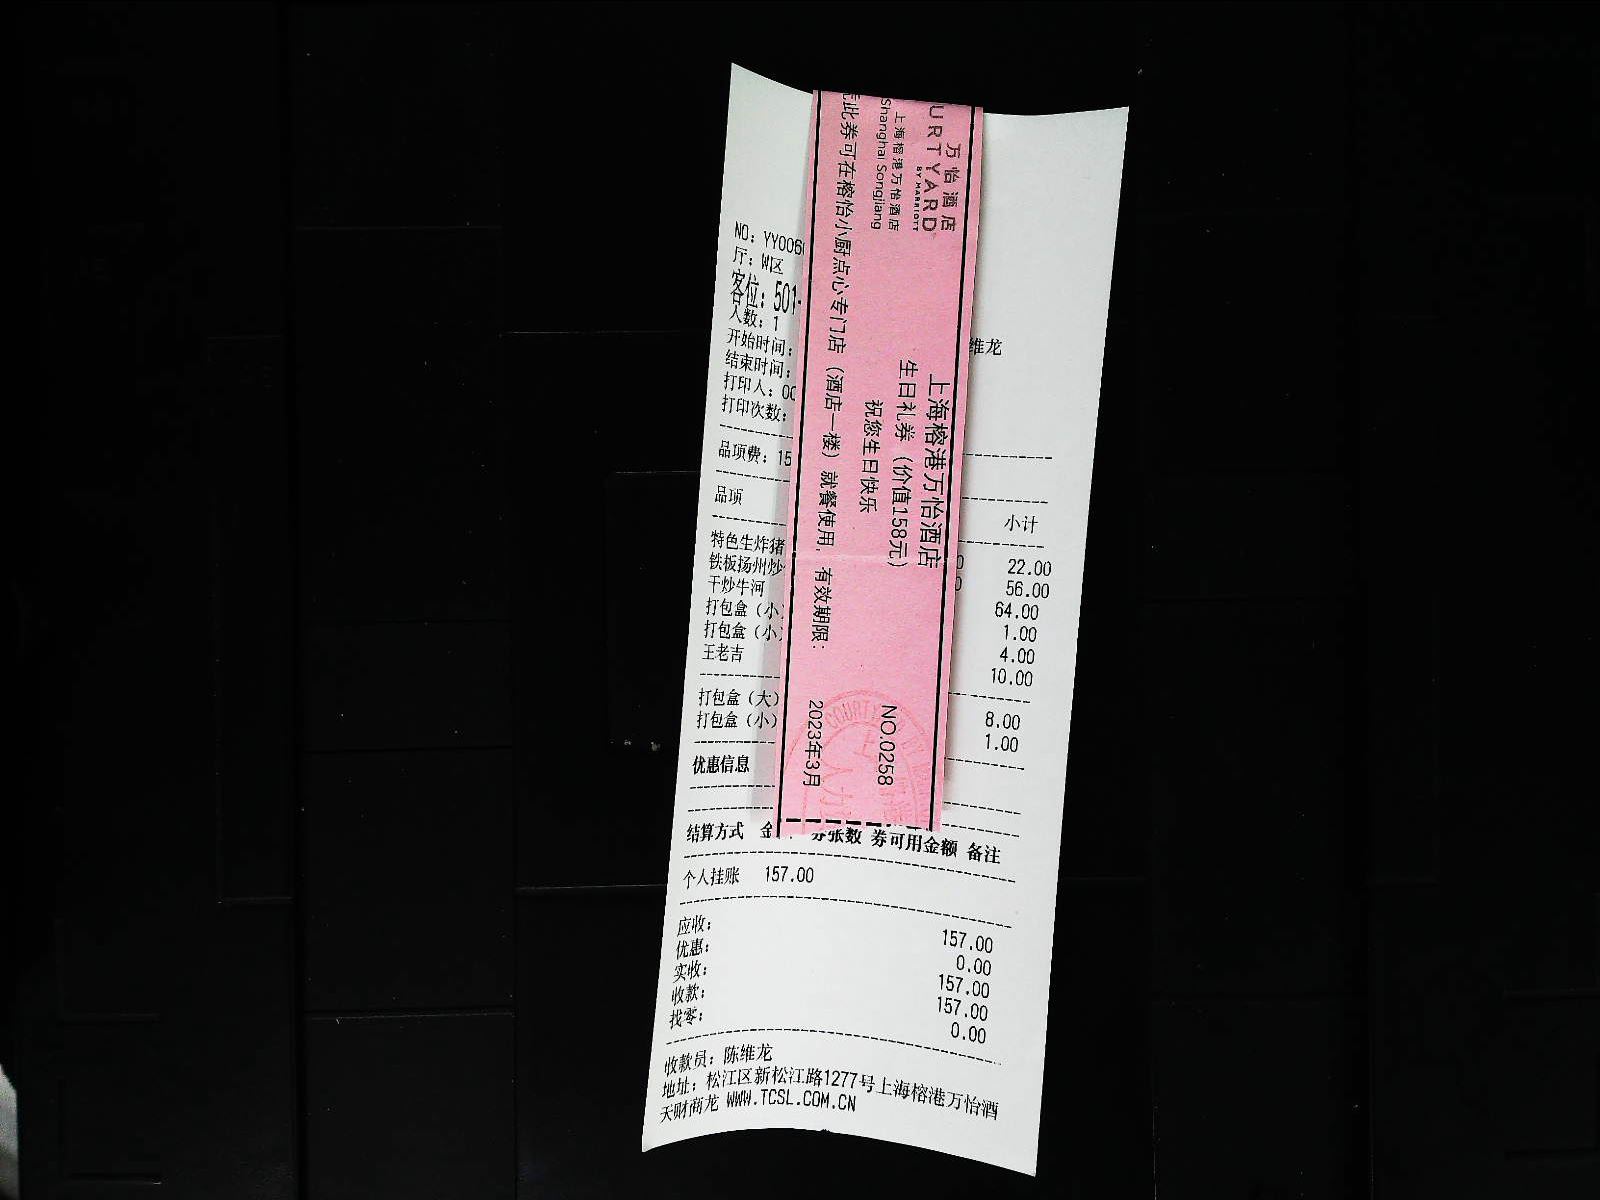 万怡酒店
URTYARD
BY MARRIOTT
上海榕港万怡酒店
Shanghai Songjiang
上海榕港万怡酒店
生日礼券（价值158元）
祝您生日快乐
此券可在榕怡小厨点心专门店（酒店一楼）就餐使用，有效期限：
2023年3月
NO.0258
NO: YY006
厅: W区
客位: 501-
人数: 1
开始时间:
维龙
结束时间:
打印人: 00
打印次数:
品项费: 15
品项 小计
特色生炸猪 22.00
铁板扬州炒 56.00
干炒牛河 64.00
打包盒（小） 1.00
打包盒（小） 4.00
王老吉 10.00
打包盒（大） 8.00
打包盒（小） 1.00
优惠信息
结算方式 金 券张数 券可用金额 备注
个人挂账 157.00
应收: 157.00
优惠: 0.00
实收: 157.00
收款: 157.00
找零: 0.00
收款员: 陈维龙
地址: 松江区新松江路1277号上海榕港万怡酒
天财商龙 WWW.TCSL.COM.CN